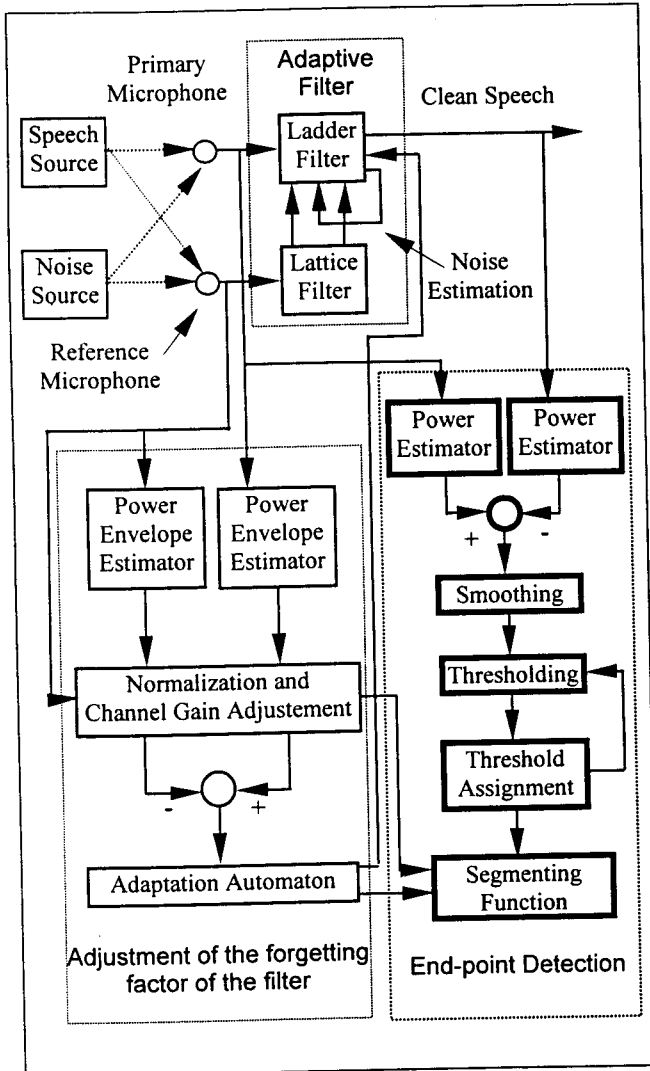 Adaptive
Filter
Primary
Microphone
Clean Speech
Speech
Source
Ladder
Filter
Noise
Source
Lattice
Filter
Noise
Estimation
Reference
Microphone
Power
Estimator
Power
Estimator
Power
Envelope
Estimator
Power
Envelope
Estimator
+
-
Smoothing
Normalization and
Channel Gain Adjustement
Thresholding
Threshold
Assignment
-
+
Adaptation Automaton
Segmenting
Function
Adjustment of the forgetting
factor of the filter
End-point Detection